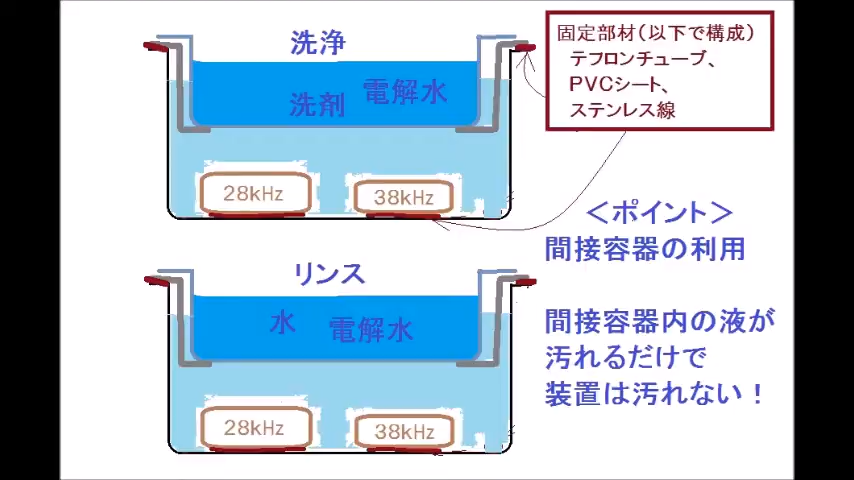 洗浄
洗剤 電解水
28kHz 38kHz
固定部材(以下で構成)
テフロンチューブ、
PVCシート、
ステンレス線
<ポイント>
間接容器の利用
間接容器内の液が
汚れるだけで
装置は汚れない!
リンス
水 電解水
28kHz 38kHz